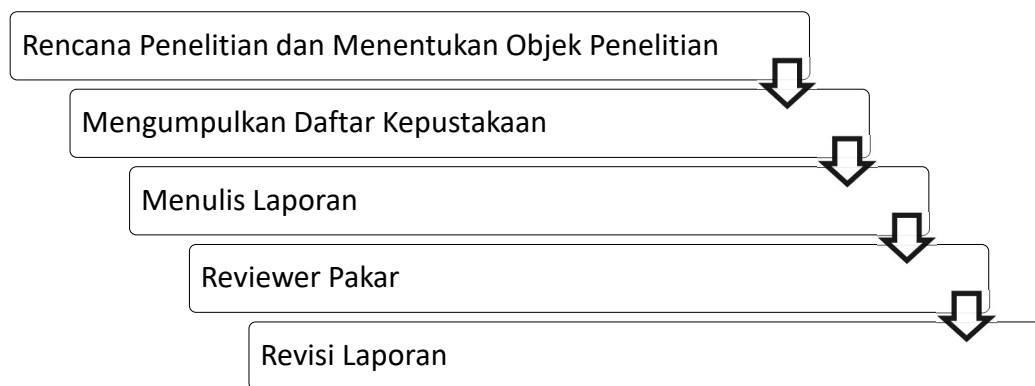 Rencana Penelitian dan Menentukan Objek Penelitian
Mengumpulkan Daftar Kepustakaan
Menulis Laporan
Reviewer Pakar
Revisi Laporan